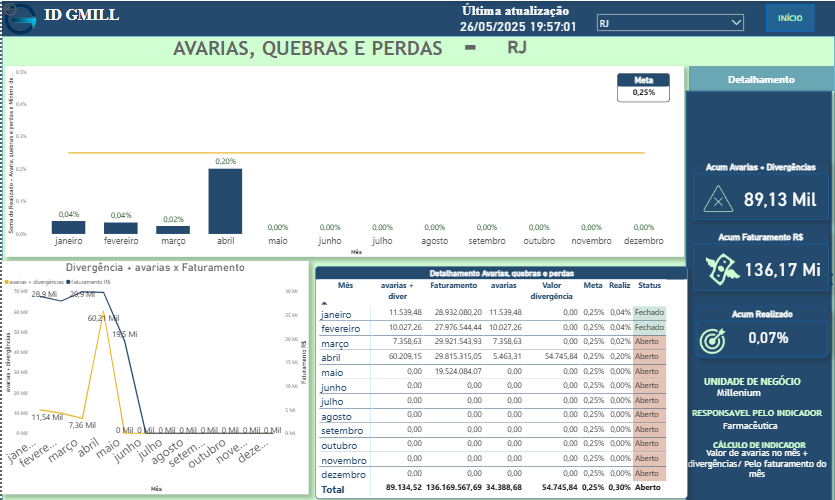 ID GMILL
Última atualização
26/05/2025 19:57:01
RJ
INÍCIO
AVARIAS, QUEBRAS E PERDAS - RJ
Detalhamento
Meta
0,25%
0,5%
0,4%
0,3%
0,2%
0,1%
0,0%
0,04% 0,04% 0,02% 0,20% 0,00% 0,00% 0,00% 0,00% 0,00% 0,00% 0,00% 0,00%
janeiro fevereiro março abril maio junho julho agosto setembro outubro novembro dezembro
Mês
Acum Avarias + Divergências
89,13 Mil
Acum Faturamento R$
136,17 Mi
Acum Realizado
0,07%
UNIDADE DE NEGÓCIO
Millenium
RESPONSAVEL PELO INDICADOR
Farmacêutica
CÁLCULO DE INDICADOR
Valor de avarias no mês +
divergências/ Pelo faturamento do
mês
Divergência + avarias x Faturamento
avarias + divergências Faturamento R$
70 Mil
60 Mil
50 Mil
40 Mil
30 Mil
20 Mil
10 Mil
0 Mil
avarias + divergências
28,9 Mi 29,9 Mi
60,21 Mil
19,5 Mi
11,54 Mil
7,36 Mil
0 Mil 0 Mil 0 Mil 0 Mil 0 Mil 0 Mil 0 Mil 0 Mil
30 Mi
25 Mi
20 Mi
15 Mi
10 Mi
5 Mi
0 Mi
Faturamento R$
jane... fevere... março abril maio junho julho agosto setem... outubro nove... deze...
Mês
Detalhamento Avarias, quebras e perdas
Mês avarias + diver Faturamento avarias Valor divergência Meta Realiz Status
janeiro 11.539,48 28.932.080,20 11.539,48 0,00 0,25% 0,04% Fechado
fevereiro 10.027,26 27.976.544,44 10.027,26 0,00 0,25% 0,04% Fechado
março 7.358,63 29.921.543,93 7.358,63 0,00 0,25% 0,02% Aberto
abril 60.209,15 29.815.315,05 5.463,31 54.745,84 0,25% 0,20% Aberto
maio 0,00 19.524.084,07 0,00 0,00 0,25% 0,00% Aberto
junho 0,00 0,00 0,00 0,00 0,25% 0,00% Aberto
julho 0,00 0,00 0,00 0,00 0,25% 0,00% Aberto
agosto 0,00 0,00 0,00 0,00 0,25% 0,00% Aberto
setembro 0,00 0,00 0,00 0,00 0,25% 0,00% Aberto
outubro 0,00 0,00 0,00 0,00 0,25% 0,00% Aberto
novembro 0,00 0,00 0,00 0,00 0,25% 0,00% Aberto
dezembro 0,00 0,00 0,00 0,00 0,25% 0,00% Aberto
Total 89.134,52 136.169.567,69 34.388,68 54.745,84 0,25% 0,30% Aberto